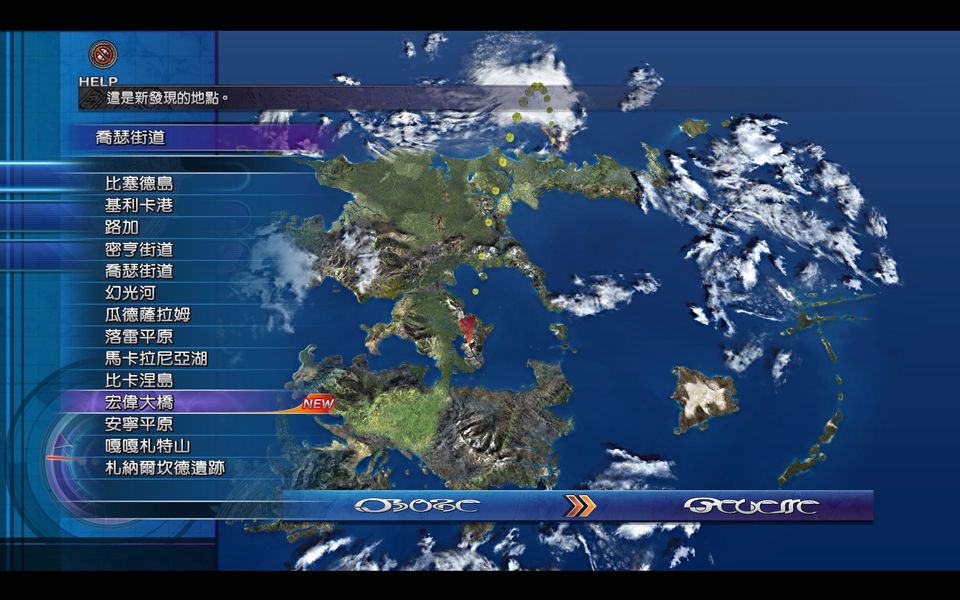 HELP
這是新發現的地點。
喬瑟街道
比塞德島
基利卡港
路加
密亨街道
喬瑟街道
幻光河
瓜德薩拉姆
落雷平原
馬卡拉尼亞湖
比卡涅島
宏偉大橋
NEW
安寧平原
嘎嘎札特山
札納爾坎德遺跡